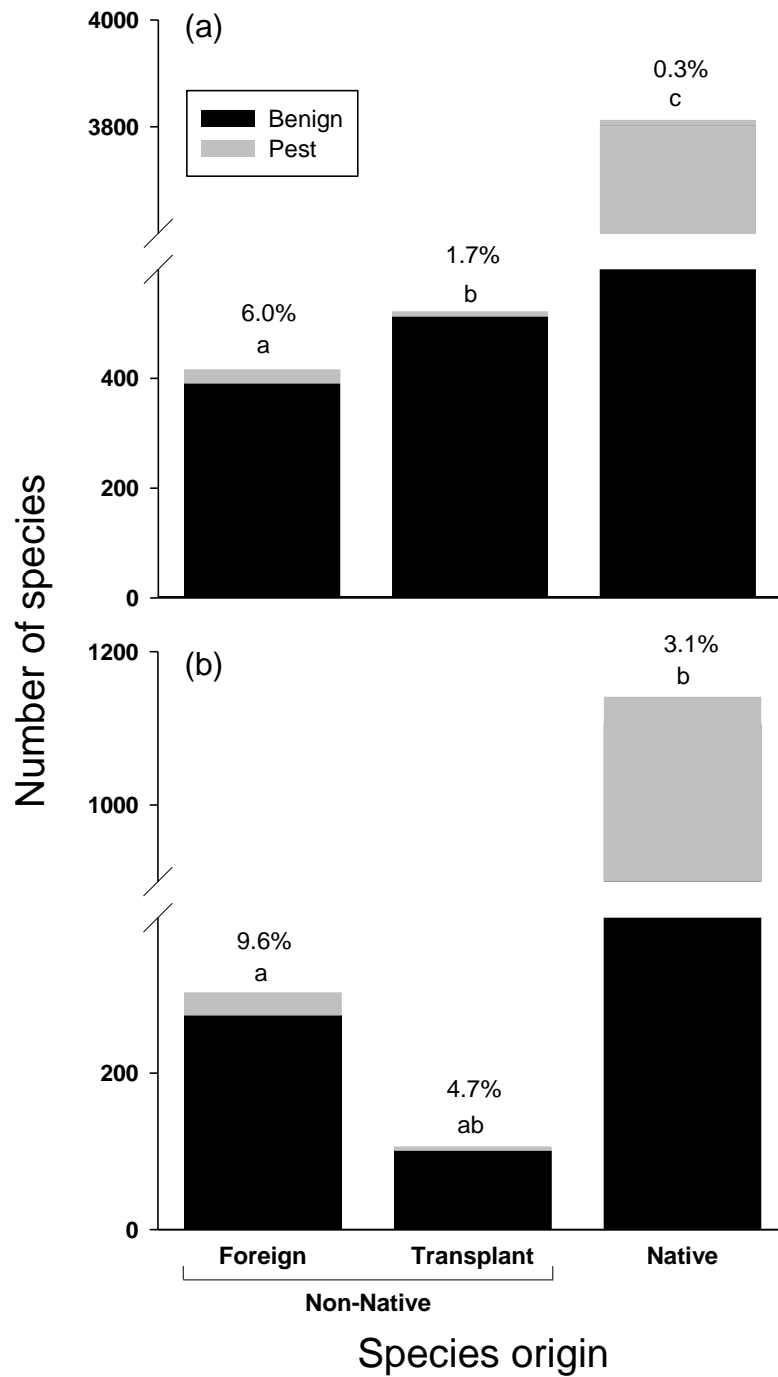 (a)
Benign
Pest
4000
3800
400
200
0
6.0%
a
1.7%
b
0.3%
c
Number of species
(b)
1200
1000
200
0
9.6%
a
4.7%
ab
3.1%
b
Foreign
Transplant
Native
Non-Native
Species origin